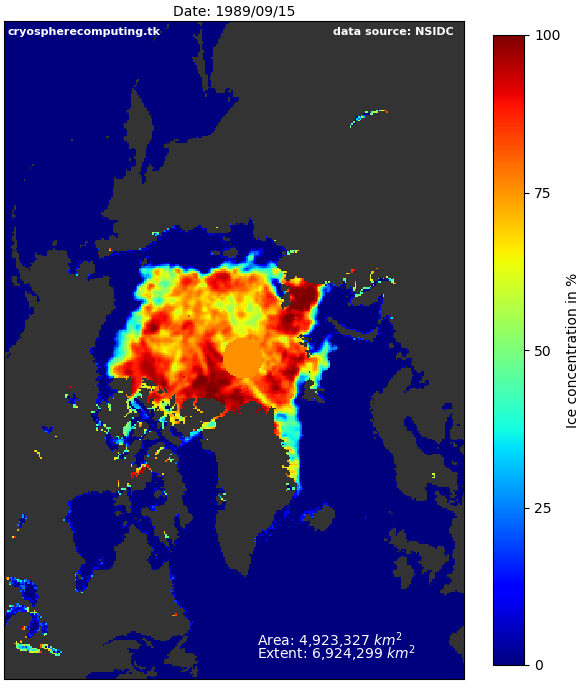 Date: 1989/09/15
cryospherecomputing.tk data source: NSIDC
100
75
50
25
0
Ice concentration in %
Area: 4,923,327 km²
Extent: 6,924,299 km²